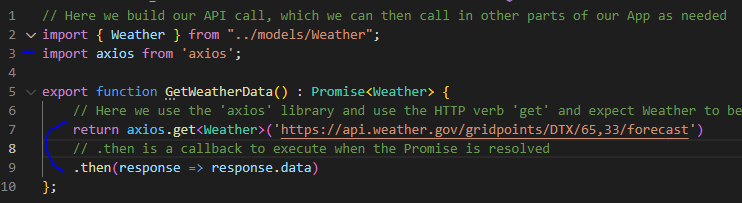 1 // Here we build our API call, which we can then call in other parts of our App as needed
2 import { Weather } from "../models/Weather";
3 import axios from 'axios';
4
5 export function GetWeatherData() : Promise<Weather> {
6 // Here we use the 'axios' library and use the HTTP verb 'get' and expect Weather to be
7 return axios.get<Weather>('https://api.weather.gov/gridpoints/DTX/65,33/forecast')
8 // .then is a callback to execute when the Promise is resolved
9 .then(response => response.data)
10 };